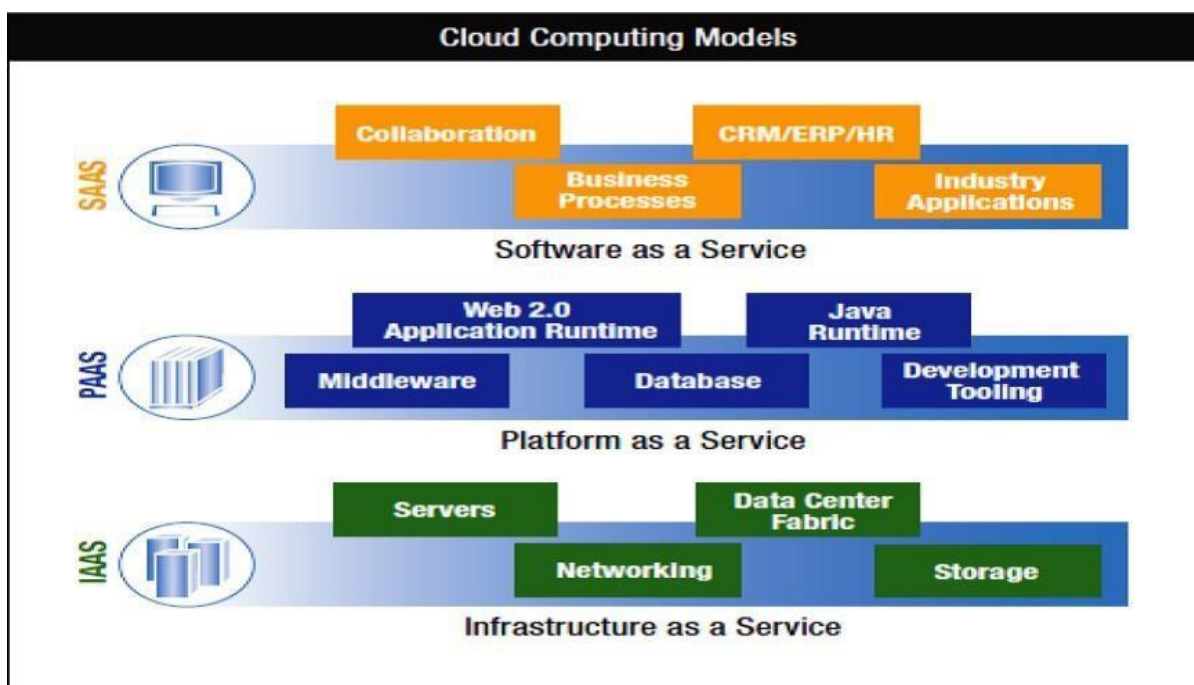 Cloud Computing Models
SAAS
Collaboration
CRM/ERP/HR
Business
Processes
Industry
Applications
Software as a Service
PAAS
Web 2.0
Application Runtime
Java
Runtime
Middleware
Database
Development
Tooling
Platform as a Service
IAAS
Servers
Data Center
Fabric
Networking
Storage
Infrastructure as a Service